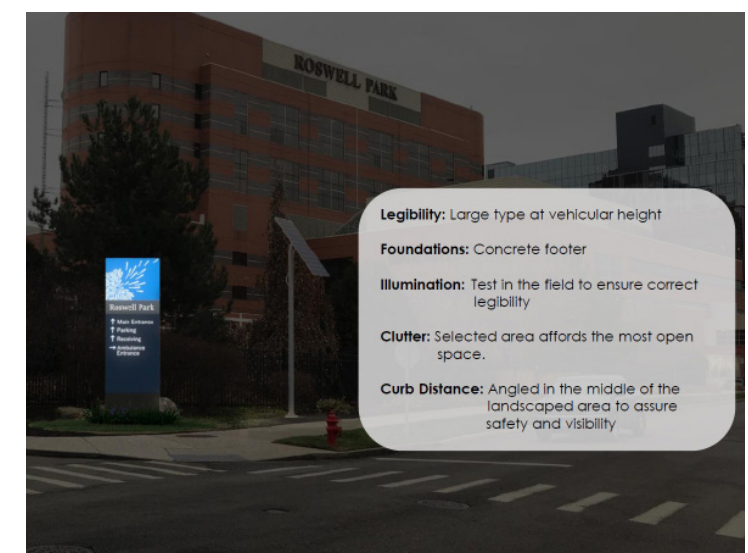 ROSWELL PARK
Legibility: Large type at vehicular height
Foundations: Concrete footer
Illumination: Test in the field to ensure correct
legibility
Clutter: Selected area affords the most open
space.
Curb Distance: Angled in the middle of the
landscaped area to assure
safety and visibility
Roswell Park
↑ Main Entrance
↑ Parking
↑ Receiving
→ Ambulance
Entrance